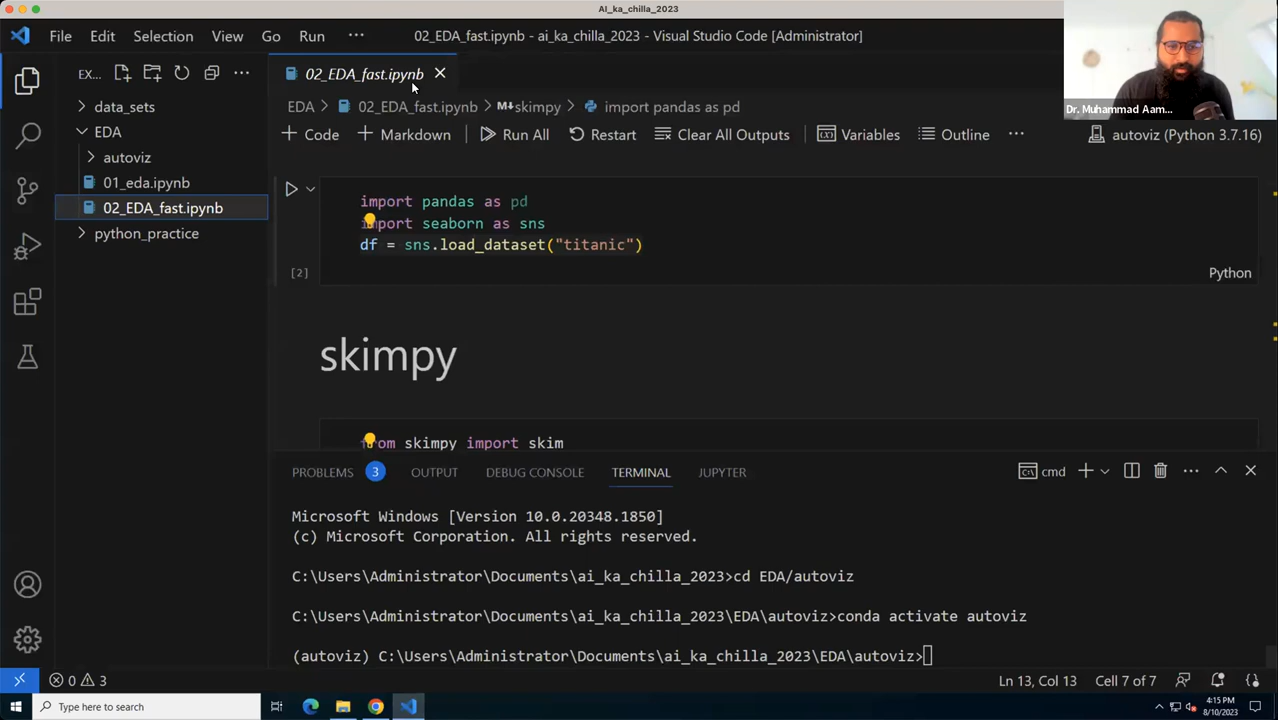 AI_ka_chilla_2023
File Edit Selection View Go Run ··· 02_EDA_fast.ipynb - ai_ka_chilla_2023 - Visual Studio Code [Administrator]
Dr. Muhammad Aam...
EX... ···
data_sets
EDA
autoviz
01_eda.ipynb
02_EDA_fast.ipynb
python_practice
02_EDA_fast.ipynb
EDA > 02_EDA_fast.ipynb > M↓skimpy > import pandas as pd
+ Code + Markdown Run All Restart Clear All Outputs Variables Outline ··· autoviz (Python 3.7.16)
import pandas as pd
import seaborn as sns
df = sns.load_dataset("titanic")
[2]
Python
skimpy
from skimpy import skim
PROBLEMS 3 OUTPUT DEBUG CONSOLE TERMINAL JUPYTER cmd
Microsoft Windows [Version 10.0.20348.1850]
(c) Microsoft Corporation. All rights reserved.
C:\Users\Administrator\Documents\ai_ka_chilla_2023>cd EDA/autoviz
C:\Users\Administrator\Documents\ai_ka_chilla_2023\EDA\autoviz>conda activate autoviz
(autoviz) C:\Users\Administrator\Documents\ai_ka_chilla_2023\EDA\autoviz>
0 3 Ln 13, Col 13 Cell 7 of 7
Type here to search
4:15 PM
8/10/2023